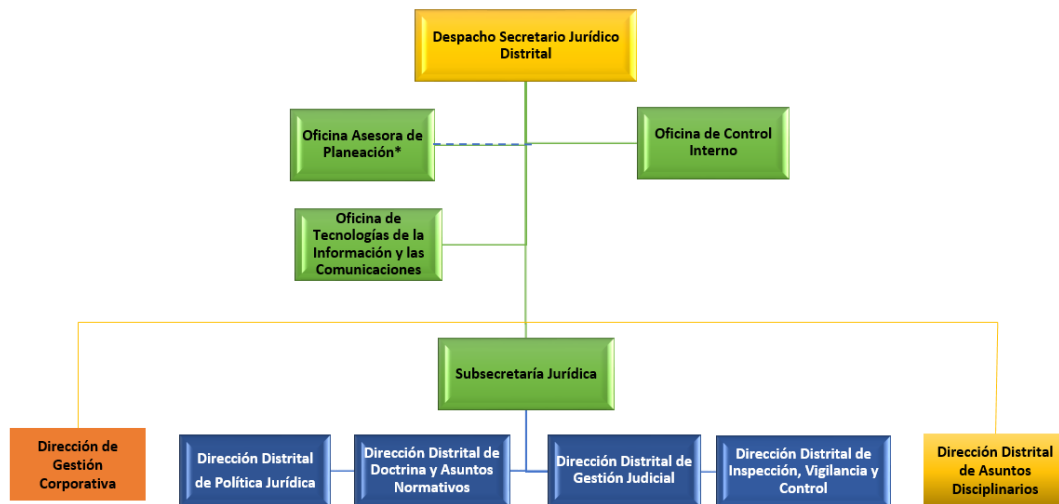 Despacho Secretario Jurídico
Distrital
Oficina Asesora de
Planeación*
Oficina de Control
Interno
Oficina de
Tecnologías de la
Información y las
Comunicaciones
Subsecretaría Jurídica
Dirección de
Gestión
Corporativa
Dirección Distrital
de Política Jurídica
Dirección Distrital de
Doctrina y Asuntos
Normativos
Dirección Distrital de
Gestión Judicial
Dirección Distrital de
Inspección, Vigilancia y
Control
Dirección Distrital
de Asuntos
Disciplinarios